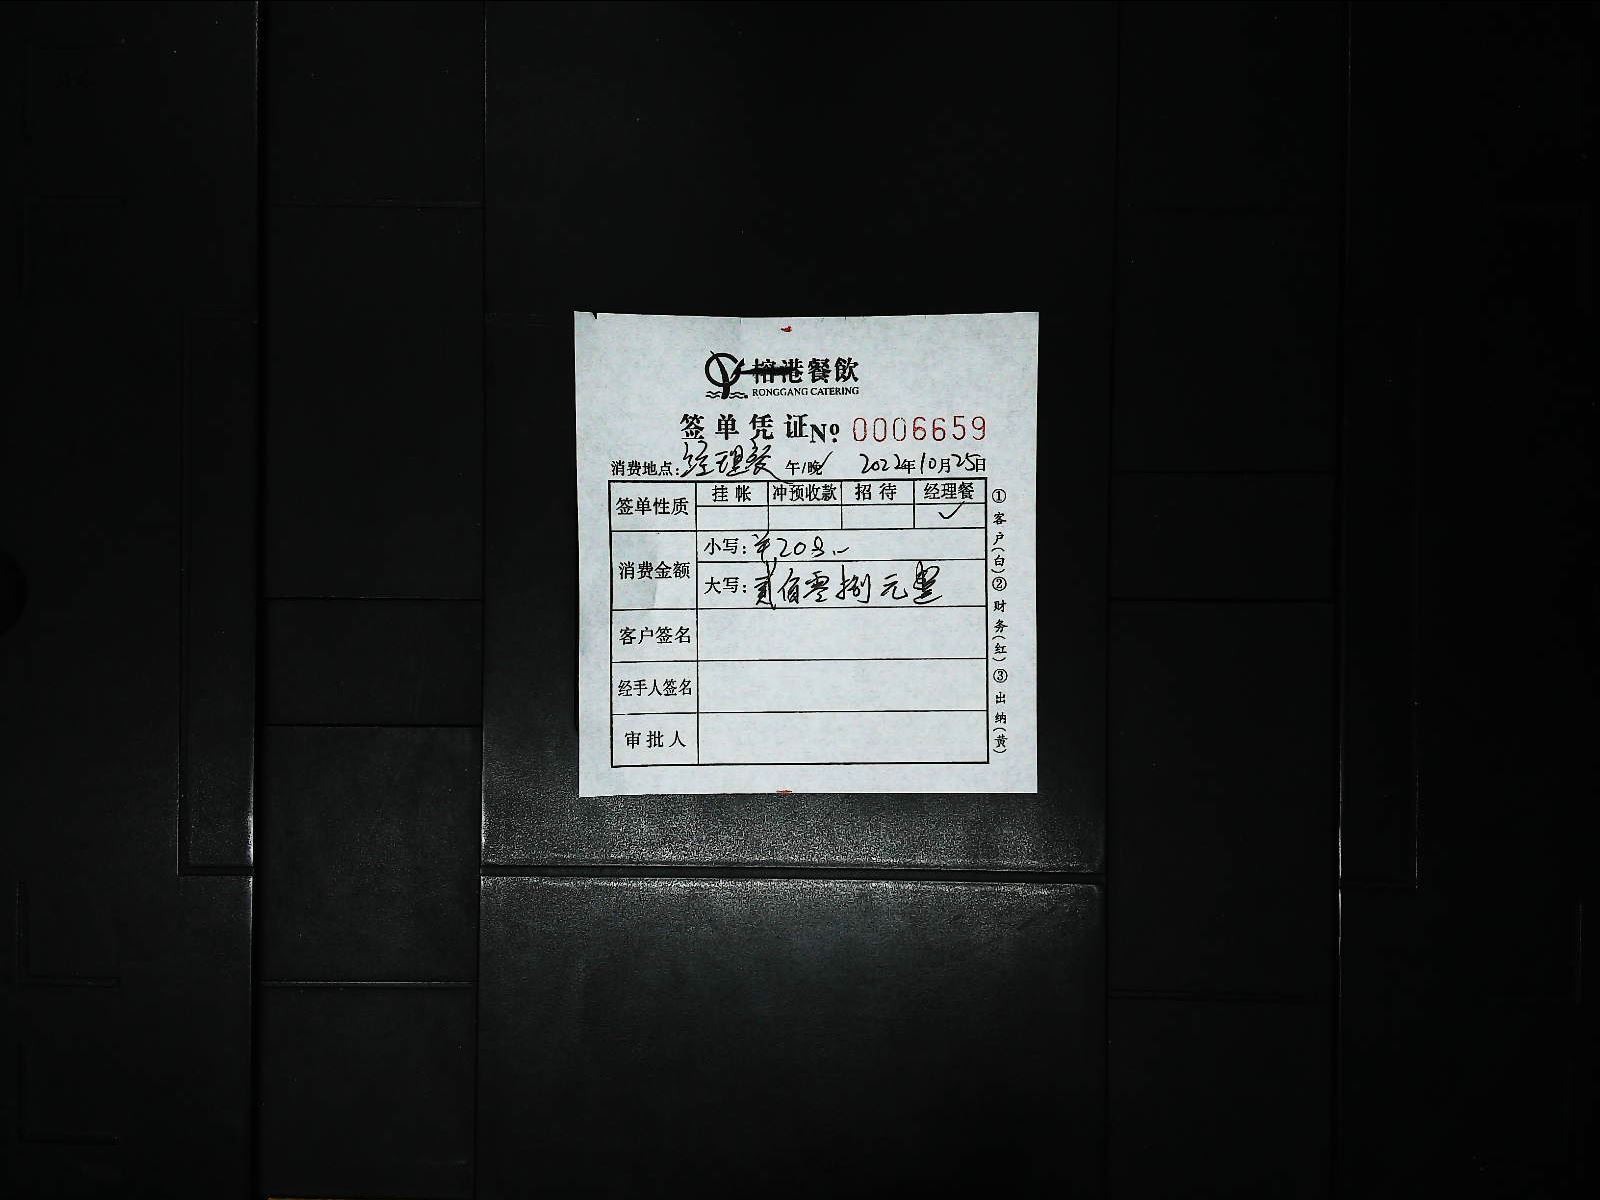 榕港餐飲
RONGGANG CATERING
签单凭证 № 0006659
消费地点:经理餐 午/晚 2022年10月25日
签单性质 挂帐 冲预收款 招待 经理餐
✓
消费金额 小写:¥208.-
大写:贰佰零捌元整
客户签名
经手人签名
审批人
①客户(白)②财务(红)③出纳(黄)